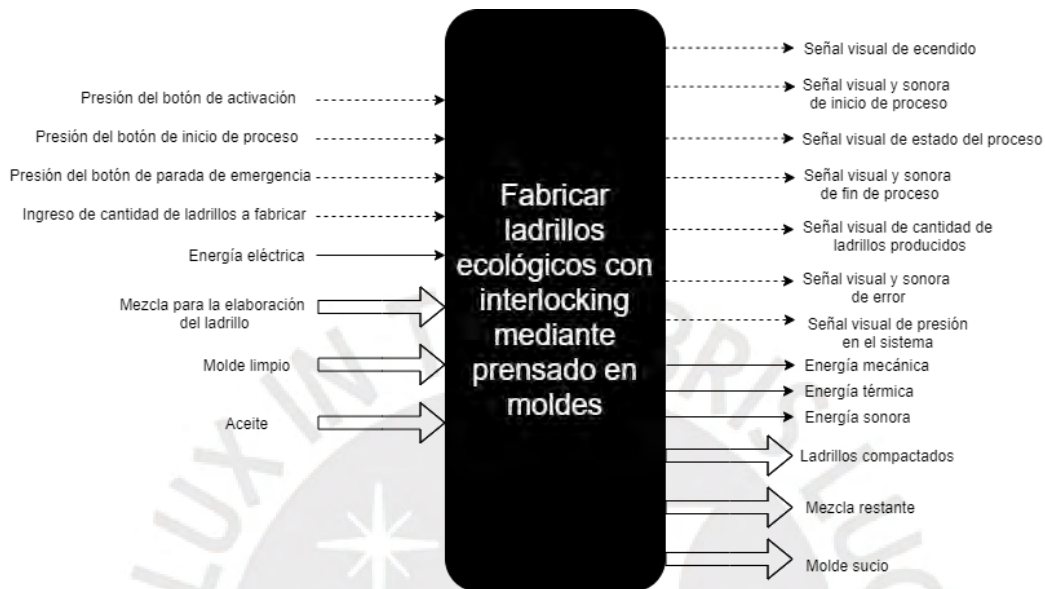 Presión del botón de activación
Presión del botón de inicio de proceso
Presión del botón de parada de emergencia
Ingreso de cantidad de ladrillos a fabricar
Energía eléctrica
Mezcla para la elaboración
del ladrillo
Molde limpio
Aceite
Fabricar
ladrillos
ecológicos con
interlocking
mediante
prensado en
moldes
Señal visual de ecendido
Señal visual y sonora
de inicio de proceso
Señal visual de estado del proceso
Señal visual y sonora
de fin de proceso
Señal visual de cantidad de
ladrillos producidos
Señal visual y sonora
de error
Señal visual de presión
en el sistema
Energía mecánica
Energía térmica
Energía sonora
Ladrillos compactados
Mezcla restante
Molde sucio
LUX IN T BRIS LUC